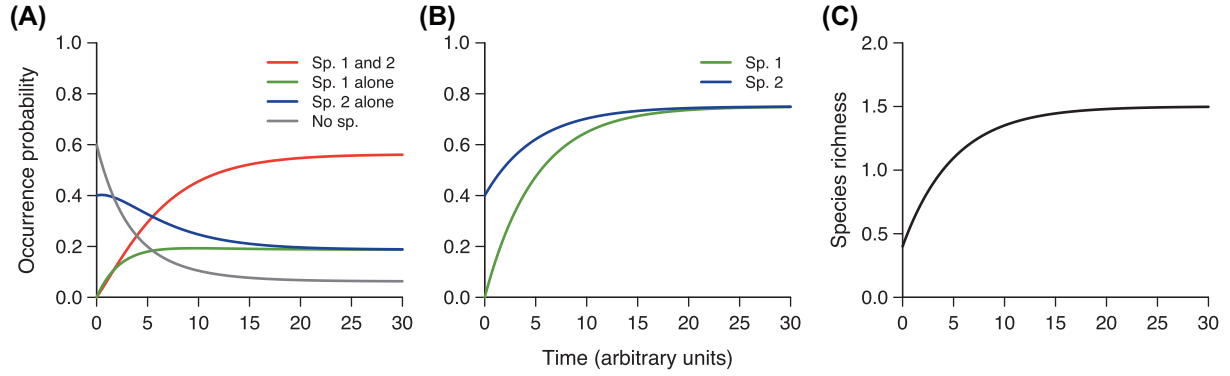 (A)
Occurrence probability
1.0
0.8
0.6
0.4
0.2
0.0
Sp. 1 and 2
Sp. 1 alone
Sp. 2 alone
No sp.
0 5 10 15 20 25 30
(B)
1.0
0.8
0.6
0.4
0.2
0.0
Sp. 1
Sp. 2
0 5 10 15 20 25 30
Time (arbitrary units)
(C)
Species richness
2.0
1.5
1.0
0.5
0.0
0 5 10 15 20 25 30